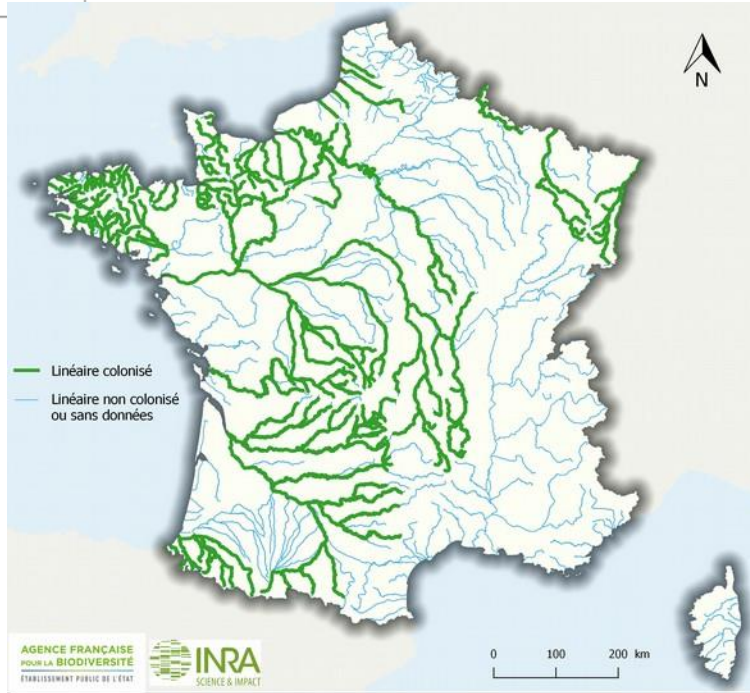 N
Linéaire colonisé
Linéaire non colonisé
ou sans données
0 100 200 km
AGENCE FRANÇAISE
POUR LA BIODIVERSITÉ
ÉTABLISSEMENT PUBLIC DE L'ÉTAT
INRA
SCIENCE & IMPACT